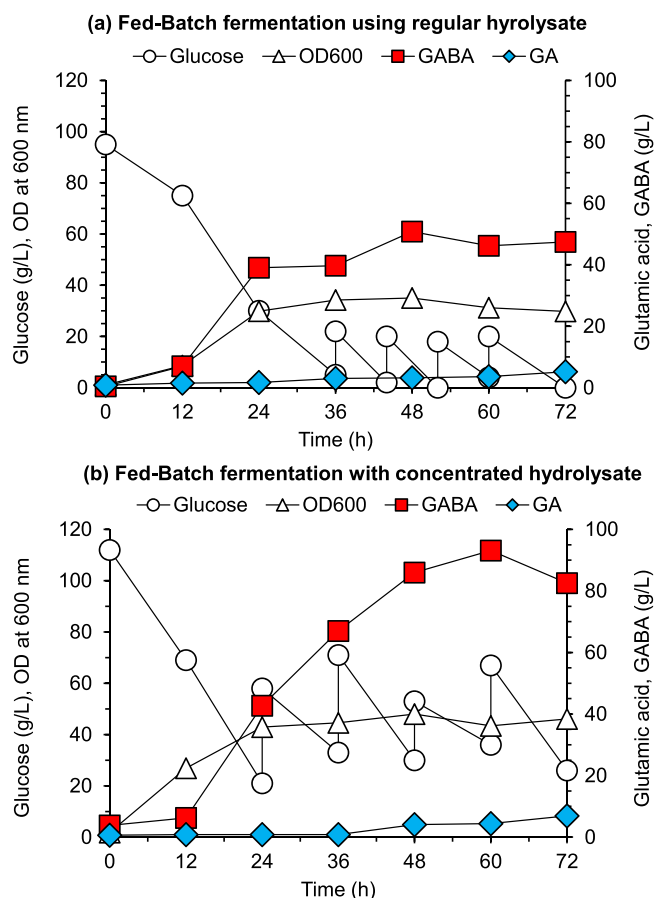 (a) Fed-Batch fermentation using regular hyrolysate
Glucose OD600 GABA GA
120 100
100 80
80 60
60 40
40 20
20 0
0
0 12 24 36 48 60 72
Time (h)
Glucose (g/L), OD at 600 nm
Glutamic acid, GABA (g/L)
(b) Fed-Batch fermentation with concentrated hydrolysate
Glucose OD600 GABA GA
120 100
100 80
80 60
60 40
40 20
20 0
0
0 12 24 36 48 60 72
Time (h)
Glucose (g/L), OD at 600 nm
Glutamic acid, GABA (g/L)